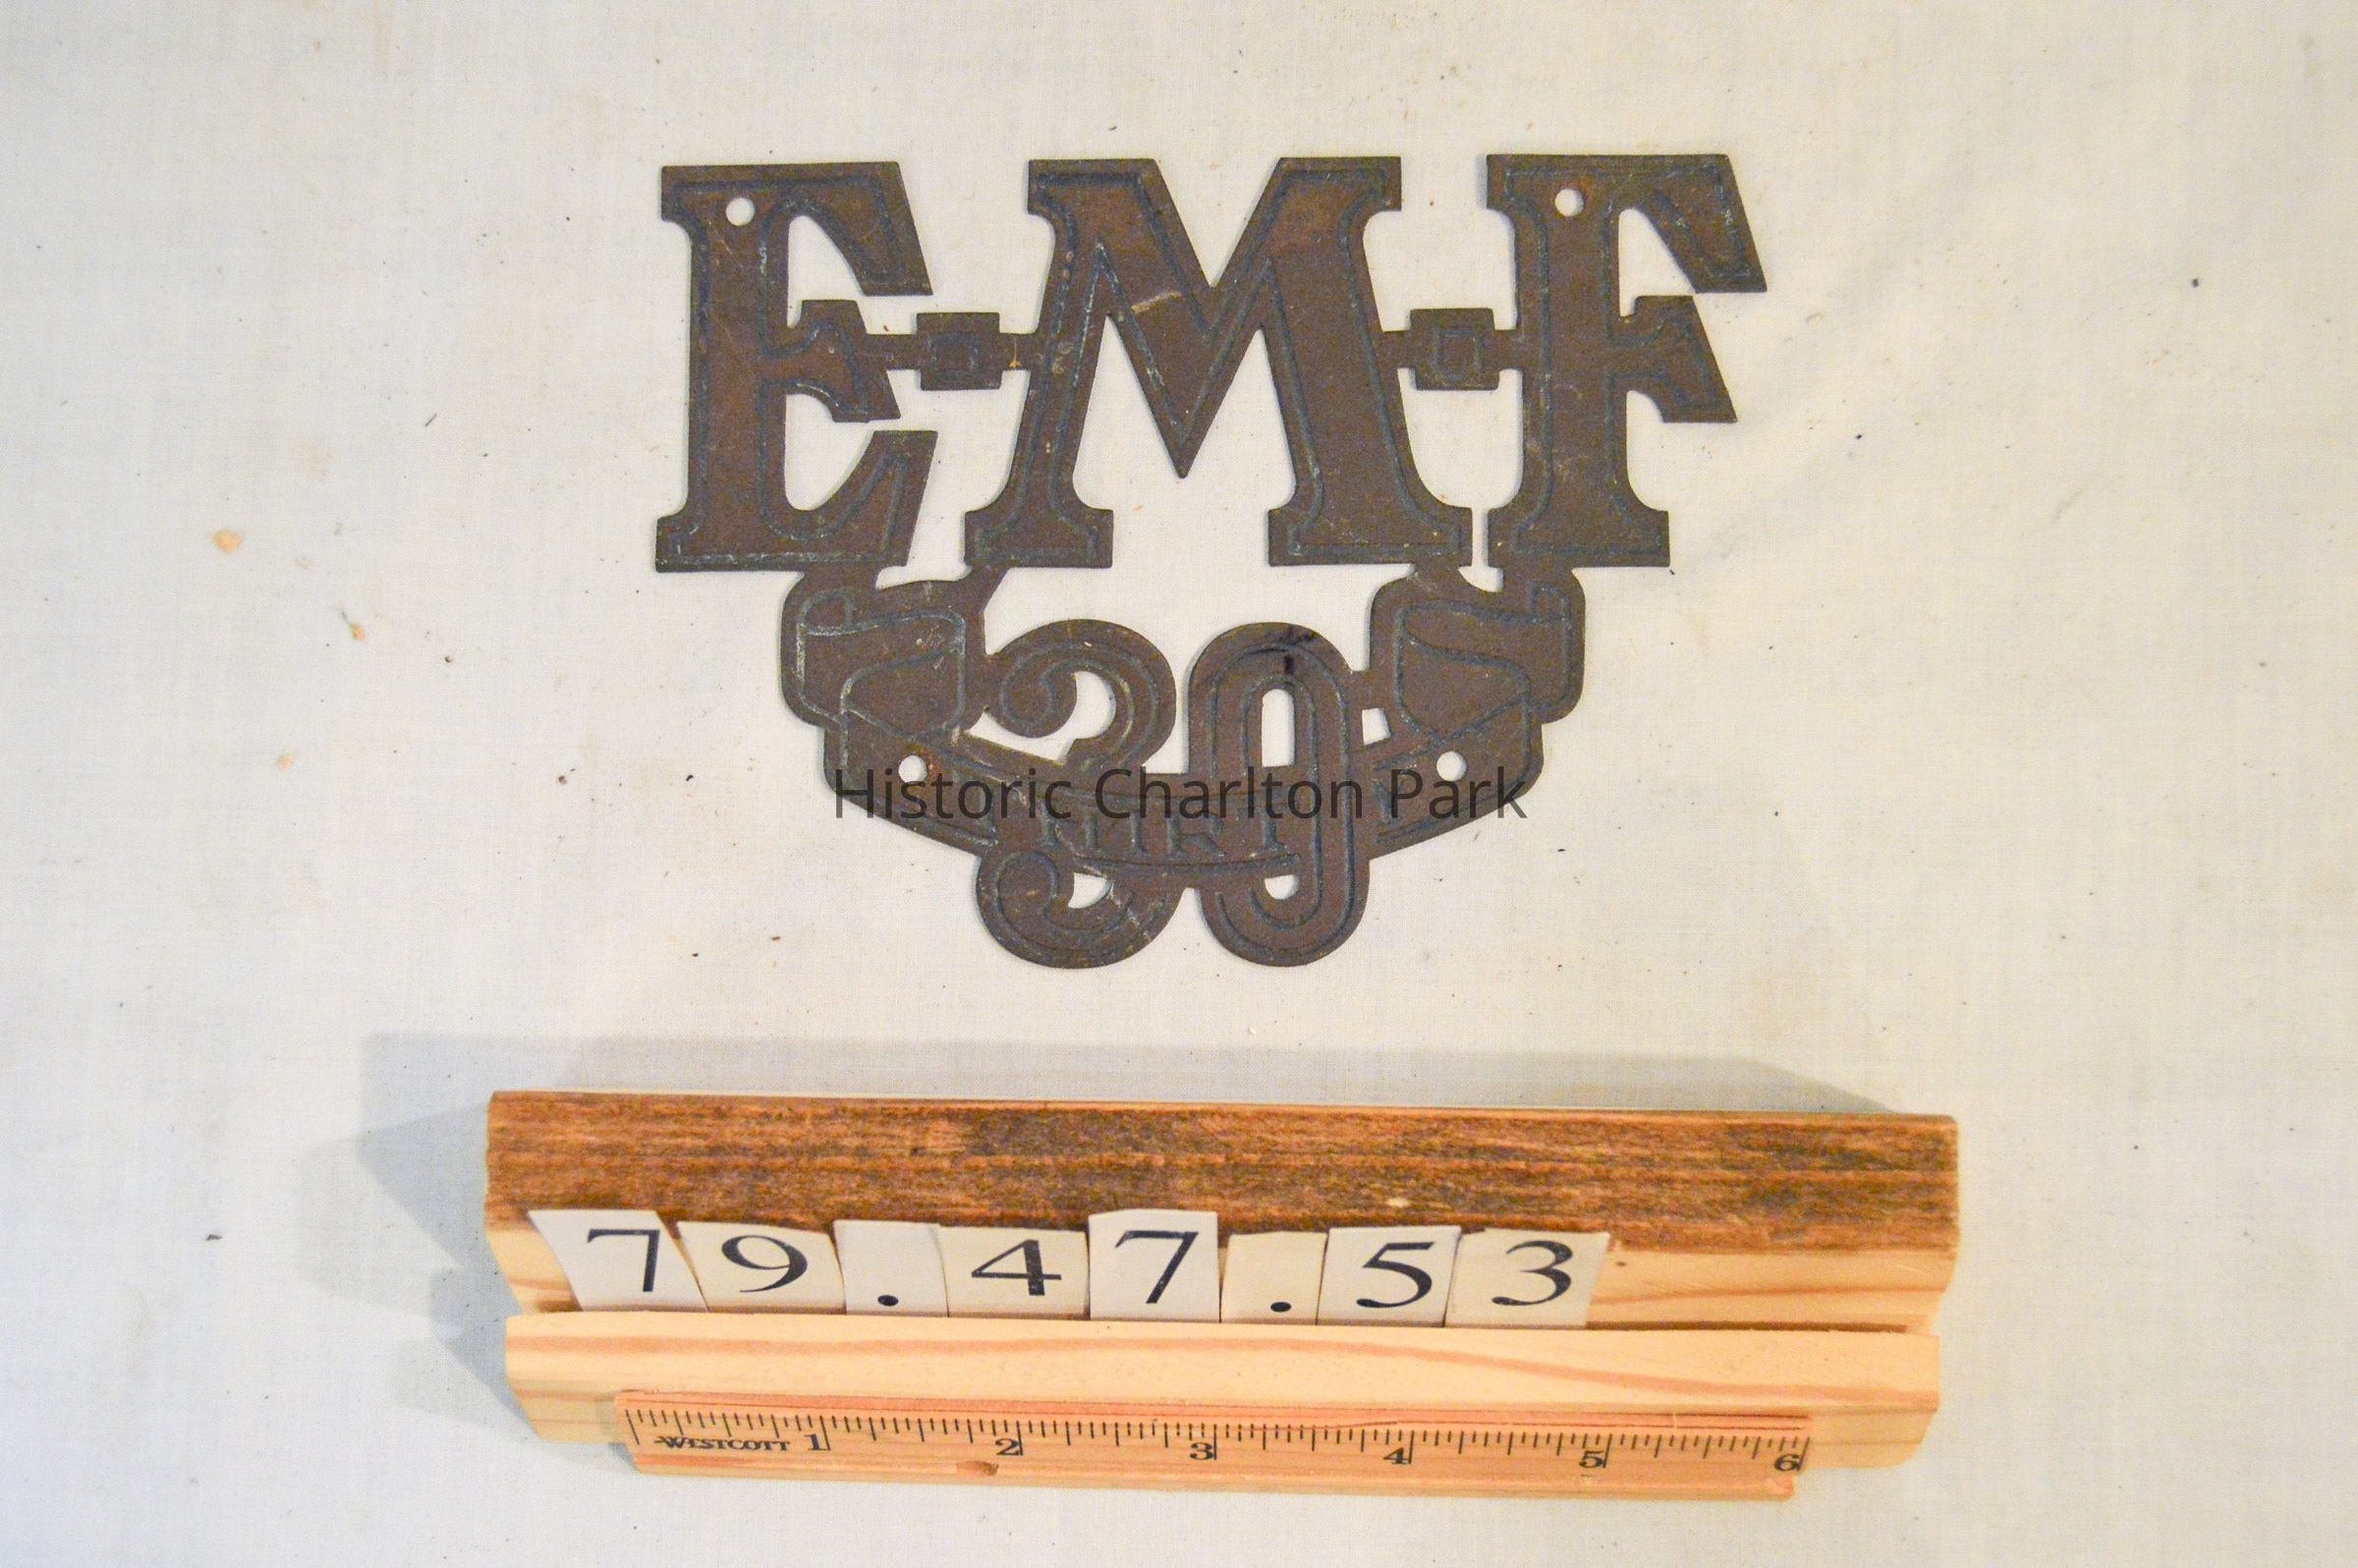 E-M-F
30
Historic Charlton Park
79.47.53
WESTCOTT 1 2 3 4 5 6